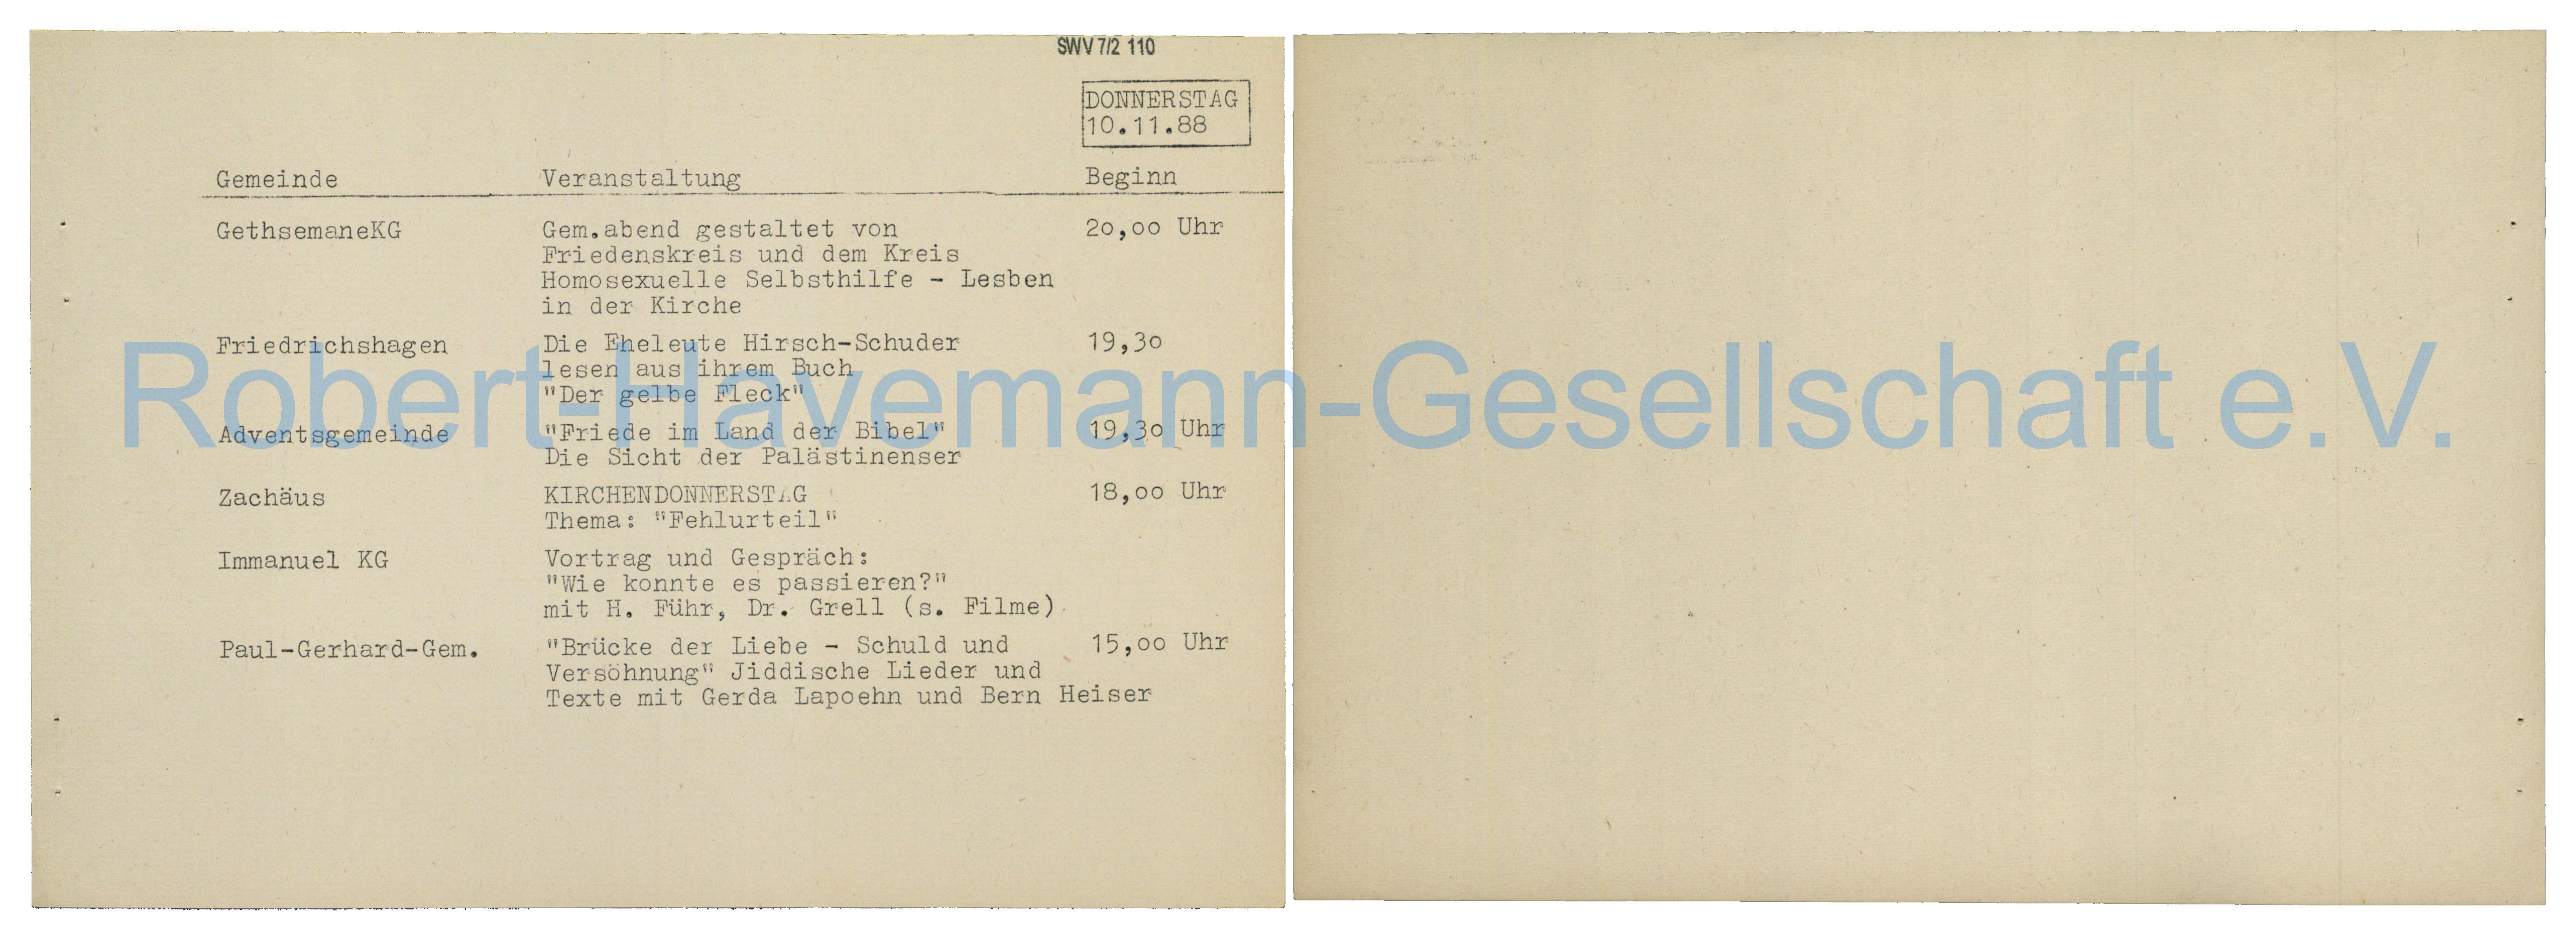 SWV 7/2 110
DONNERSTAG
10.11.88
Gemeinde Veranstaltung Beginn
GethsemaneKG Gem.abend gestaltet von 20,00 Uhr
Friedenskreis und dem Kreis
Homosexuelle Selbsthilfe - Lesben
in der Kirche
Friedrichshagen Die Eheleute Hirsch-Schuder 19,30
lesen aus ihrem Buch
"Der gelbe Fleck"
Robert-Havemann-Gesellschaft e.V.
Adventsgemeinde "Friede im Land der Bibel" 19,30 Uhr
Die Sicht der Palästinenser
Zachäus KIRCHENDONNERSTAG 18,00 Uhr
Thema: "Fehlurteil"
Immanuel KG Vortrag und Gespräch:
"Wie konnte es passieren?"
mit H. Führ, Dr. Grell (s. Filme)
Paul-Gerhard-Gem. "Brücke der Liebe - Schuld und 15,00 Uhr
Versöhnung" Jiddische Lieder und
Texte mit Gerda Lapoehn und Bern Heiser